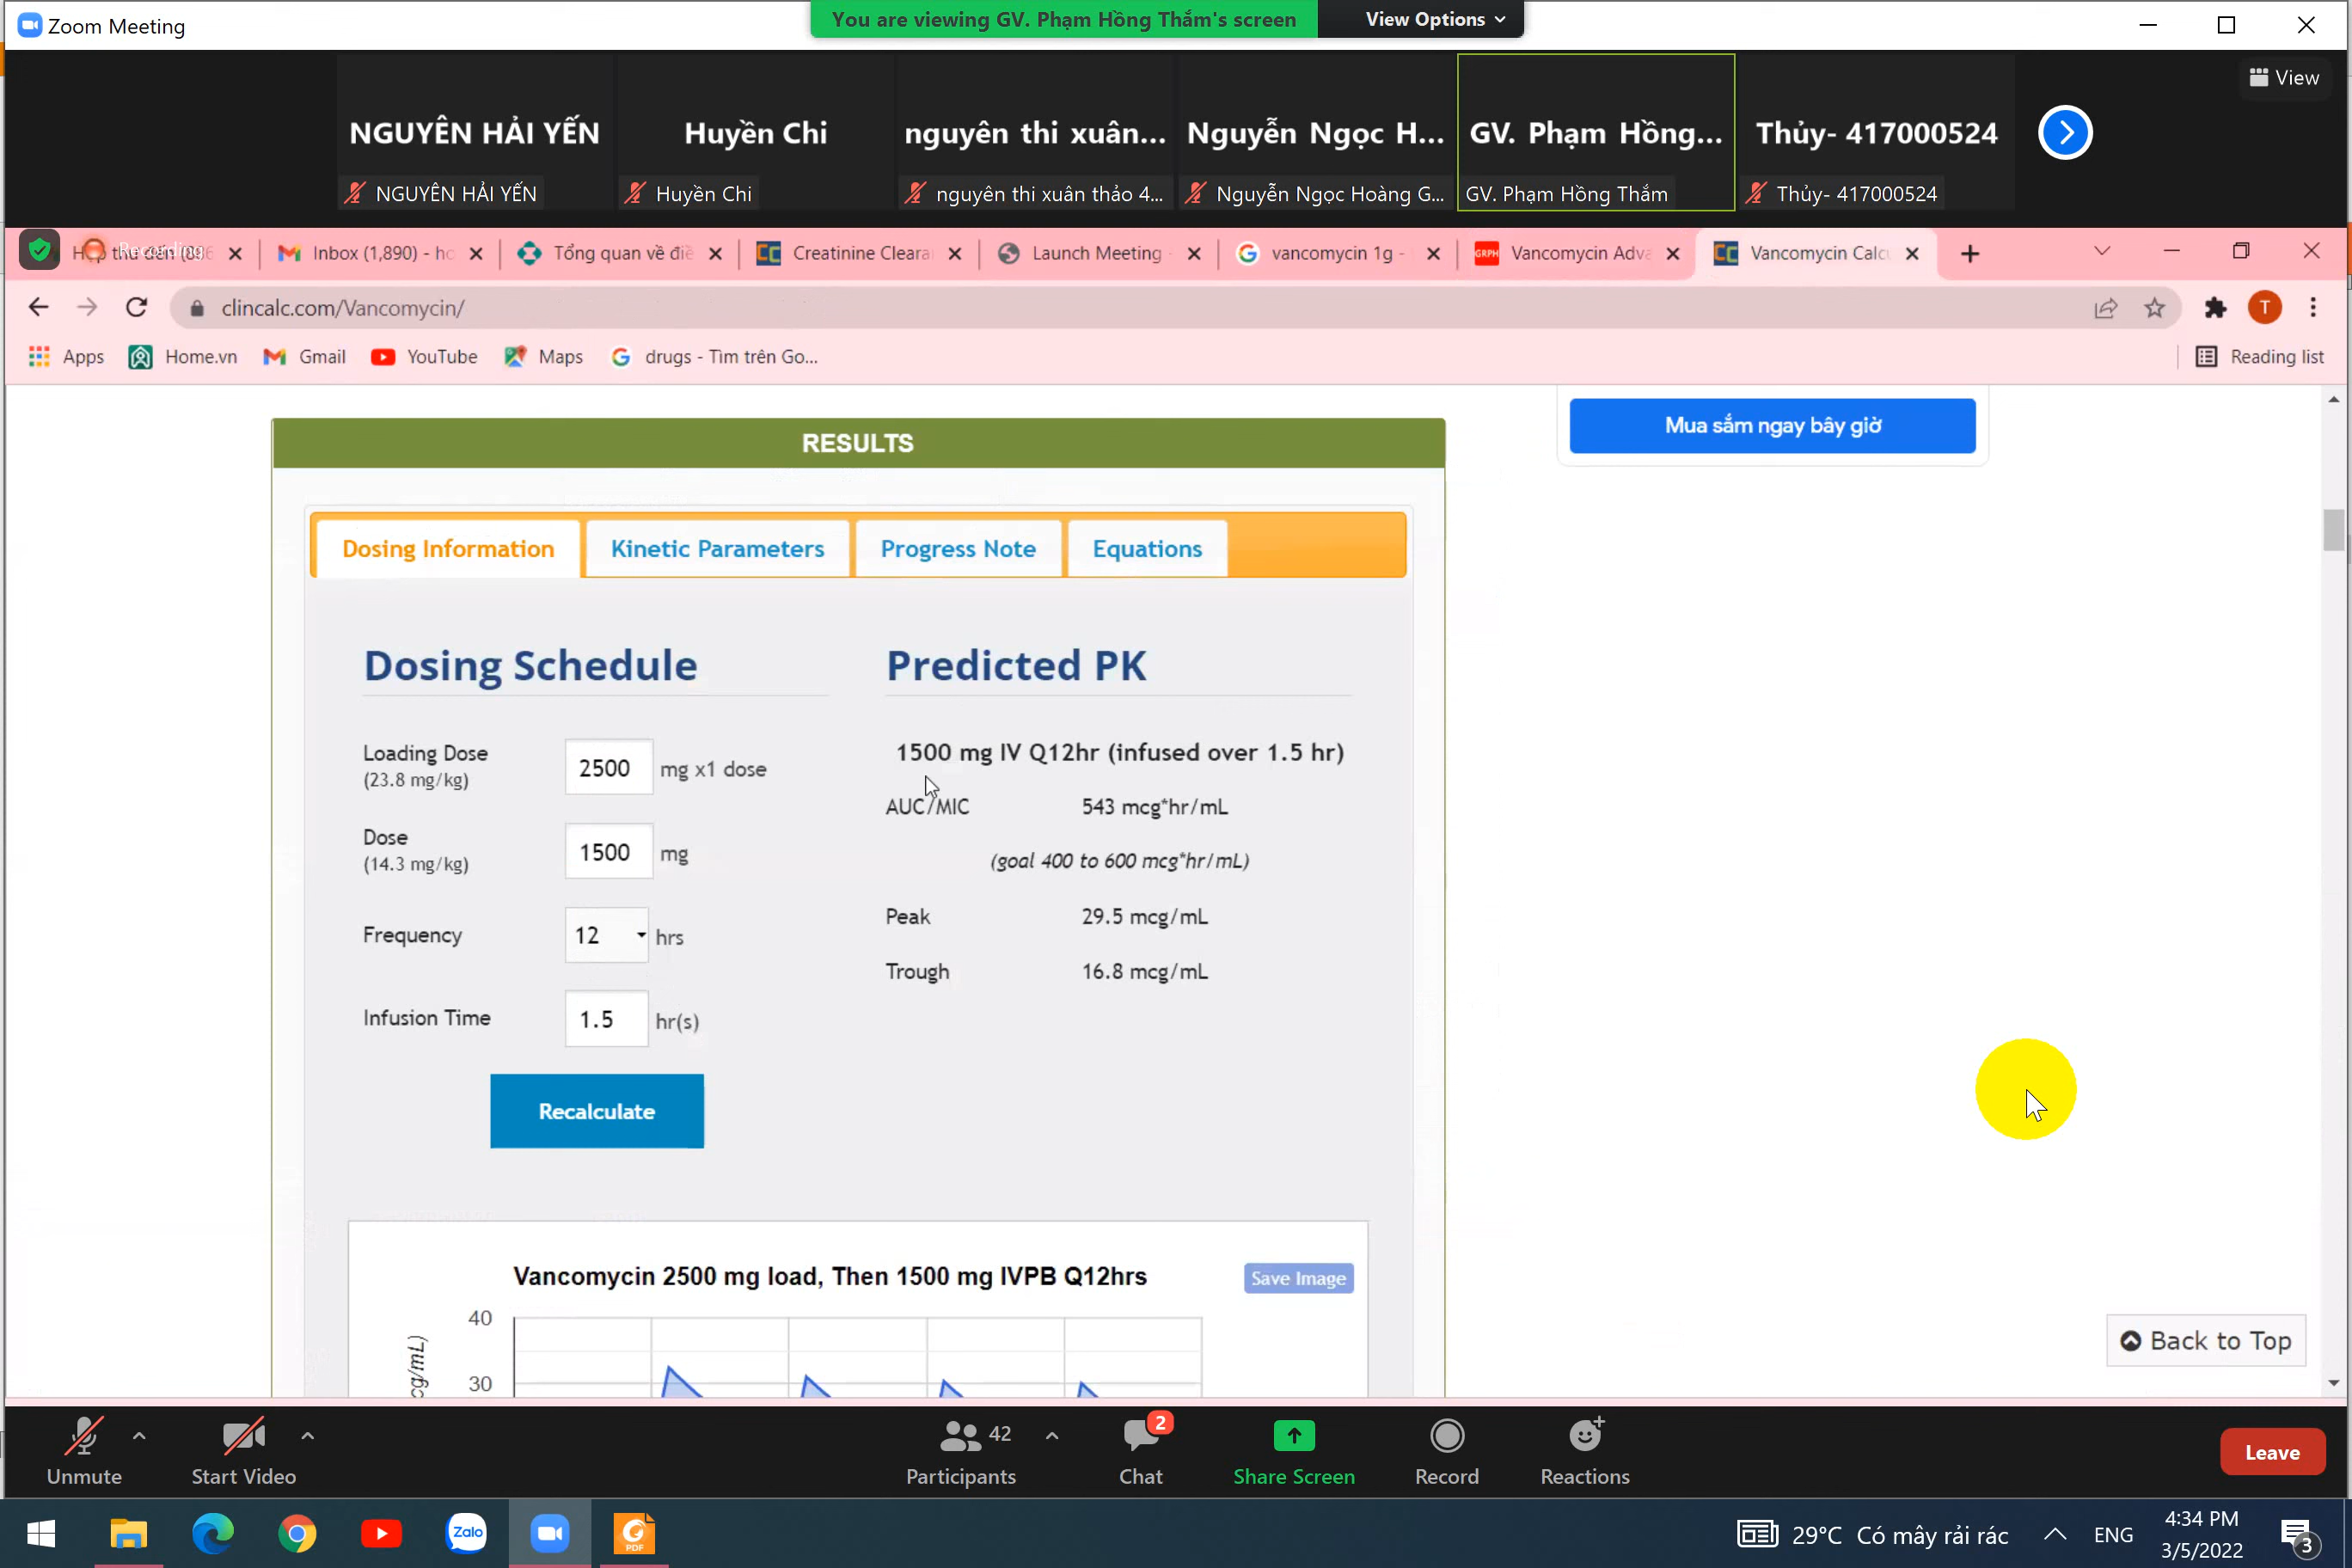 Zoom Meeting
You are viewing GV. Phạm Hồng Thắm's screen
View Options
View
NGUYÊN HẢI YẾN
Huyền Chi
nguyên thi xuân...
Nguyễn Ngọc H...
GV. Phạm Hồng...
Thủy- 417000524
NGUYÊN HẢI YẾN
Huyền Chi
nguyên thi xuân thảo 4...
Nguyễn Ngọc Hoàng G...
GV. Phạm Hồng Thắm
Thủy- 417000524
Recording
Inbox (1,890) - ho
Tổng quan về điề
Creatinine Cleara
Launch Meeting -
vancomycin 1g -
GRPH
Vancomycin Adva
Vancomycin Calcu
clincalc.com/Vancomycin/
T
Apps
Home.vn
Gmail
YouTube
Maps
drugs - Tìm trên Go...
Reading list
Mua sắm ngay bây giờ
RESULTS
Dosing Information
Kinetic Parameters
Progress Note
Equations
Dosing Schedule
Predicted PK
Loading Dose
(23.8 mg/kg)
2500
mg x1 dose
1500 mg IV Q12hr (infused over 1.5 hr)
AUC/MIC
543 mcg*hr/mL
Dose
(14.3 mg/kg)
1500
mg
(goal 400 to 600 mcg*hr/mL)
Frequency
12
hrs
Peak
29.5 mcg/mL
Trough
16.8 mcg/mL
Infusion Time
1.5
hr(s)
Recalculate
Vancomycin 2500 mg load, Then 1500 mg IVPB Q12hrs
Save Image
40
30
cg/mL)
Back to Top
Unmute
Start Video
42
Participants
2
Chat
Share Screen
Record
Reactions
Leave
Zalo
PDF
29°C Có mây rải rác
ENG
4:34 PM
3/5/2022
3